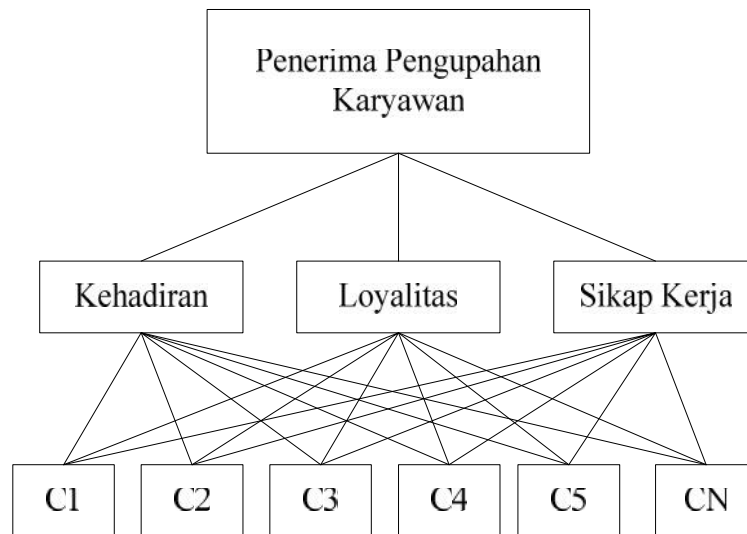 Penerima Pengupahan
Karyawan
Kehadiran
Loyalitas
Sikap Kerja
C1
C2
C3
C4
C5
CN